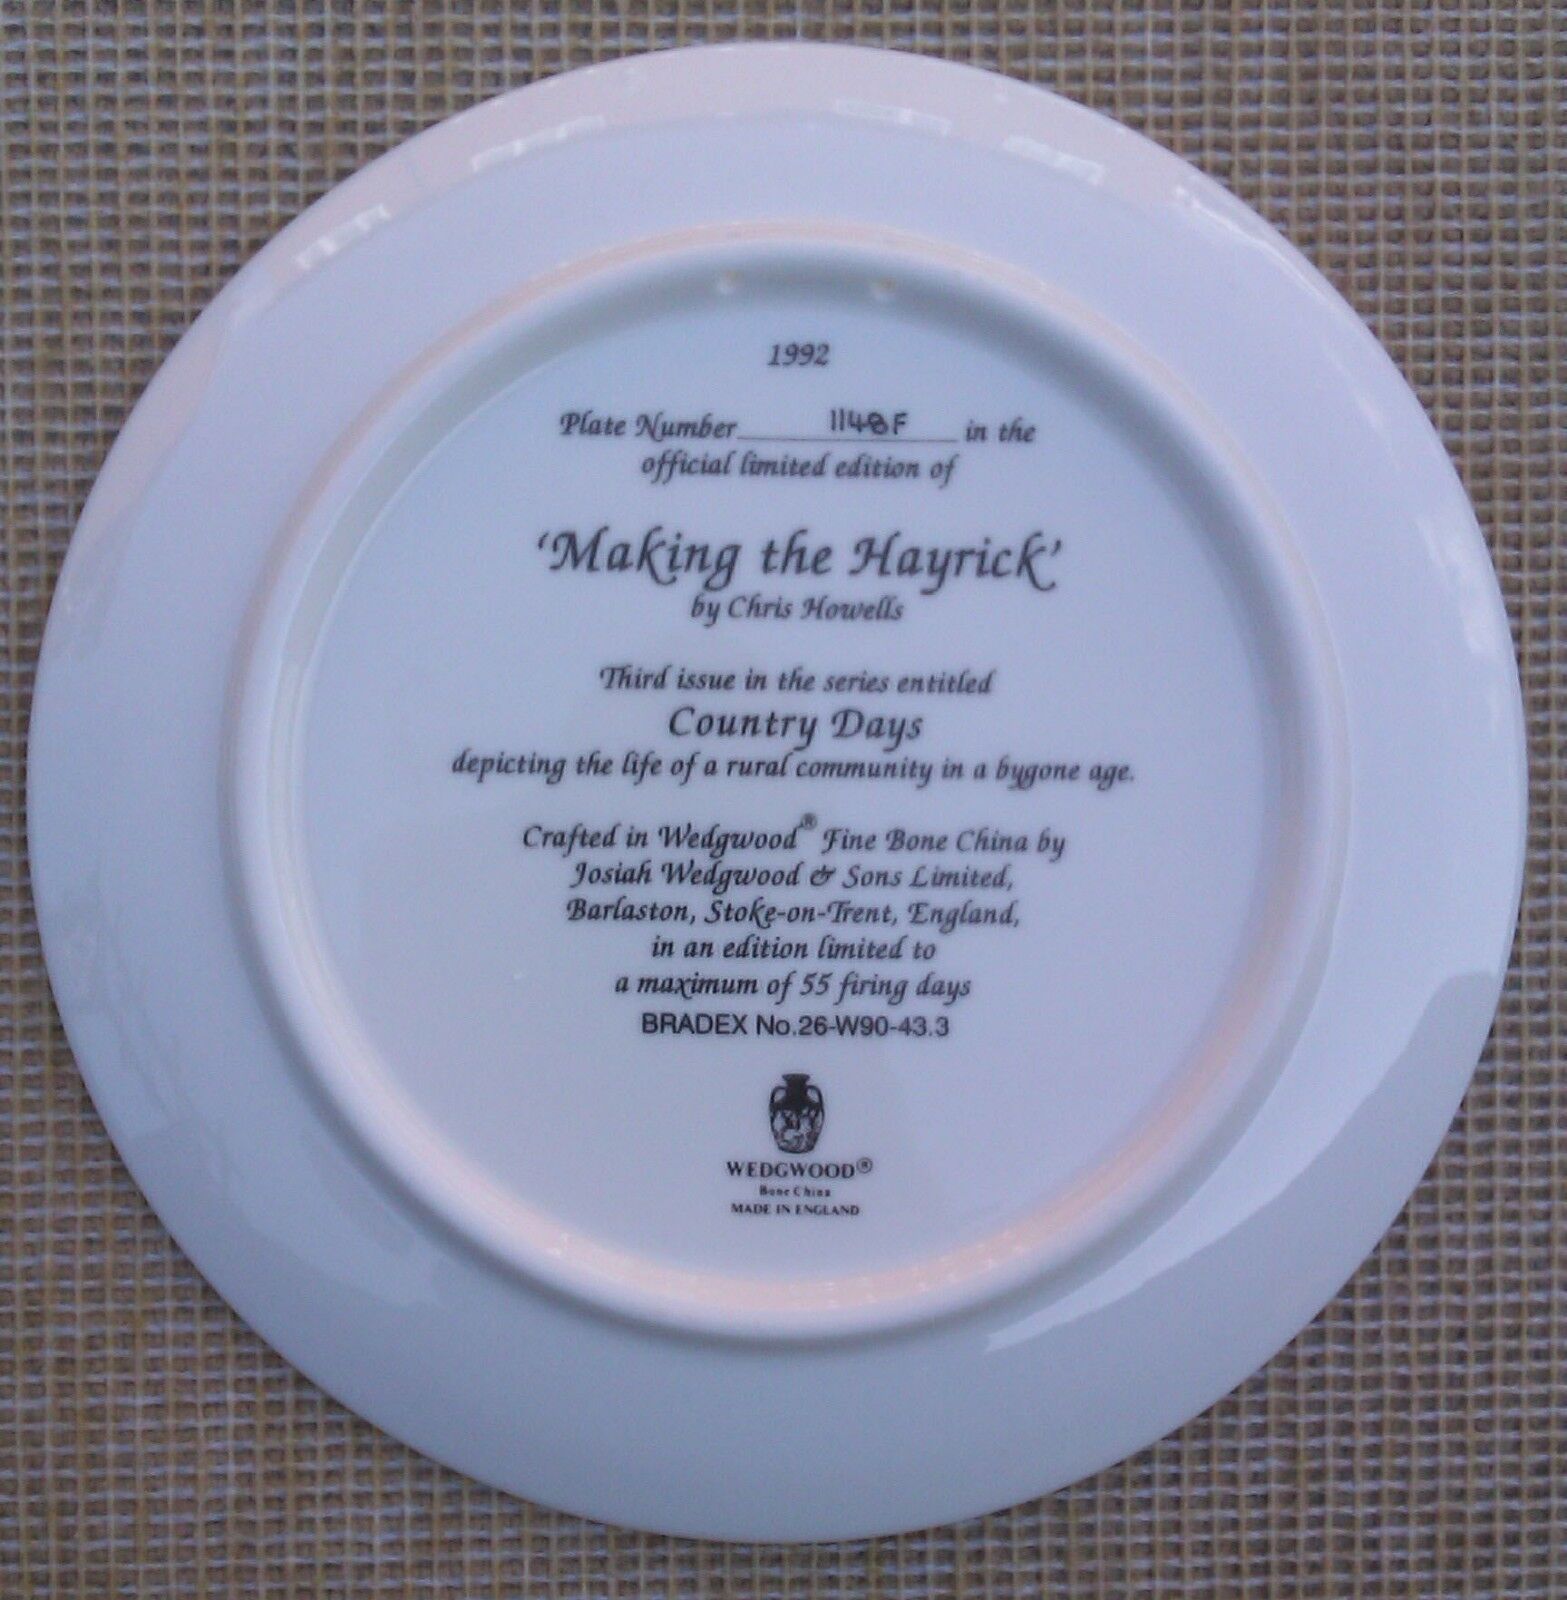 1992
Plate Number 1148F in the
official limited edition of
‘Making the Hayrick’
by Chris Howells
Third issue in the series entitled
Country Days
depicting the life of a rural community in a bygone age.
Crafted in Wedgwood® Fine Bone China by
Josiah Wedgwood & Sons Limited,
Barlaston, Stoke-on-Trent, England,
in an edition limited to
a maximum of 55 firing days
BRADEX No.26-W90-43.3
WEDGWOOD®
Bone China
MADE IN ENGLAND